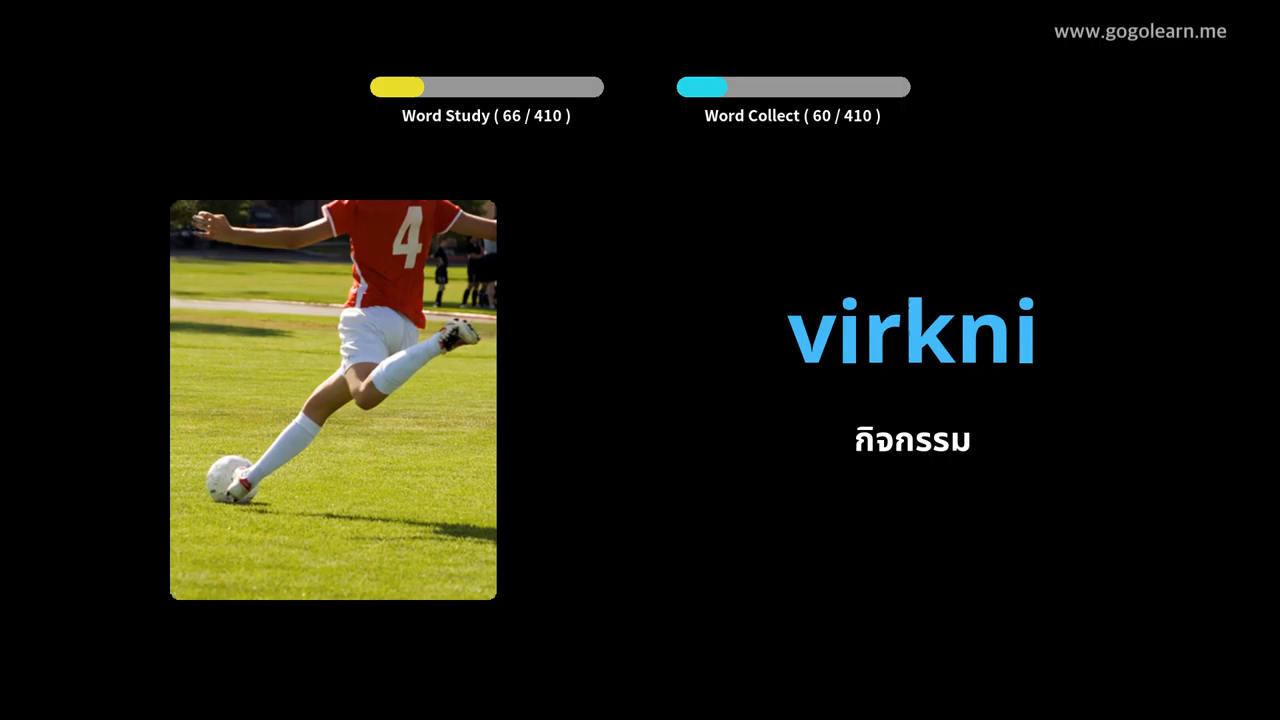 www.gogolearn.me
Word Study ( 66 / 410 )
Word Collect ( 60 / 410 )
4
virkni
กิจกรรม